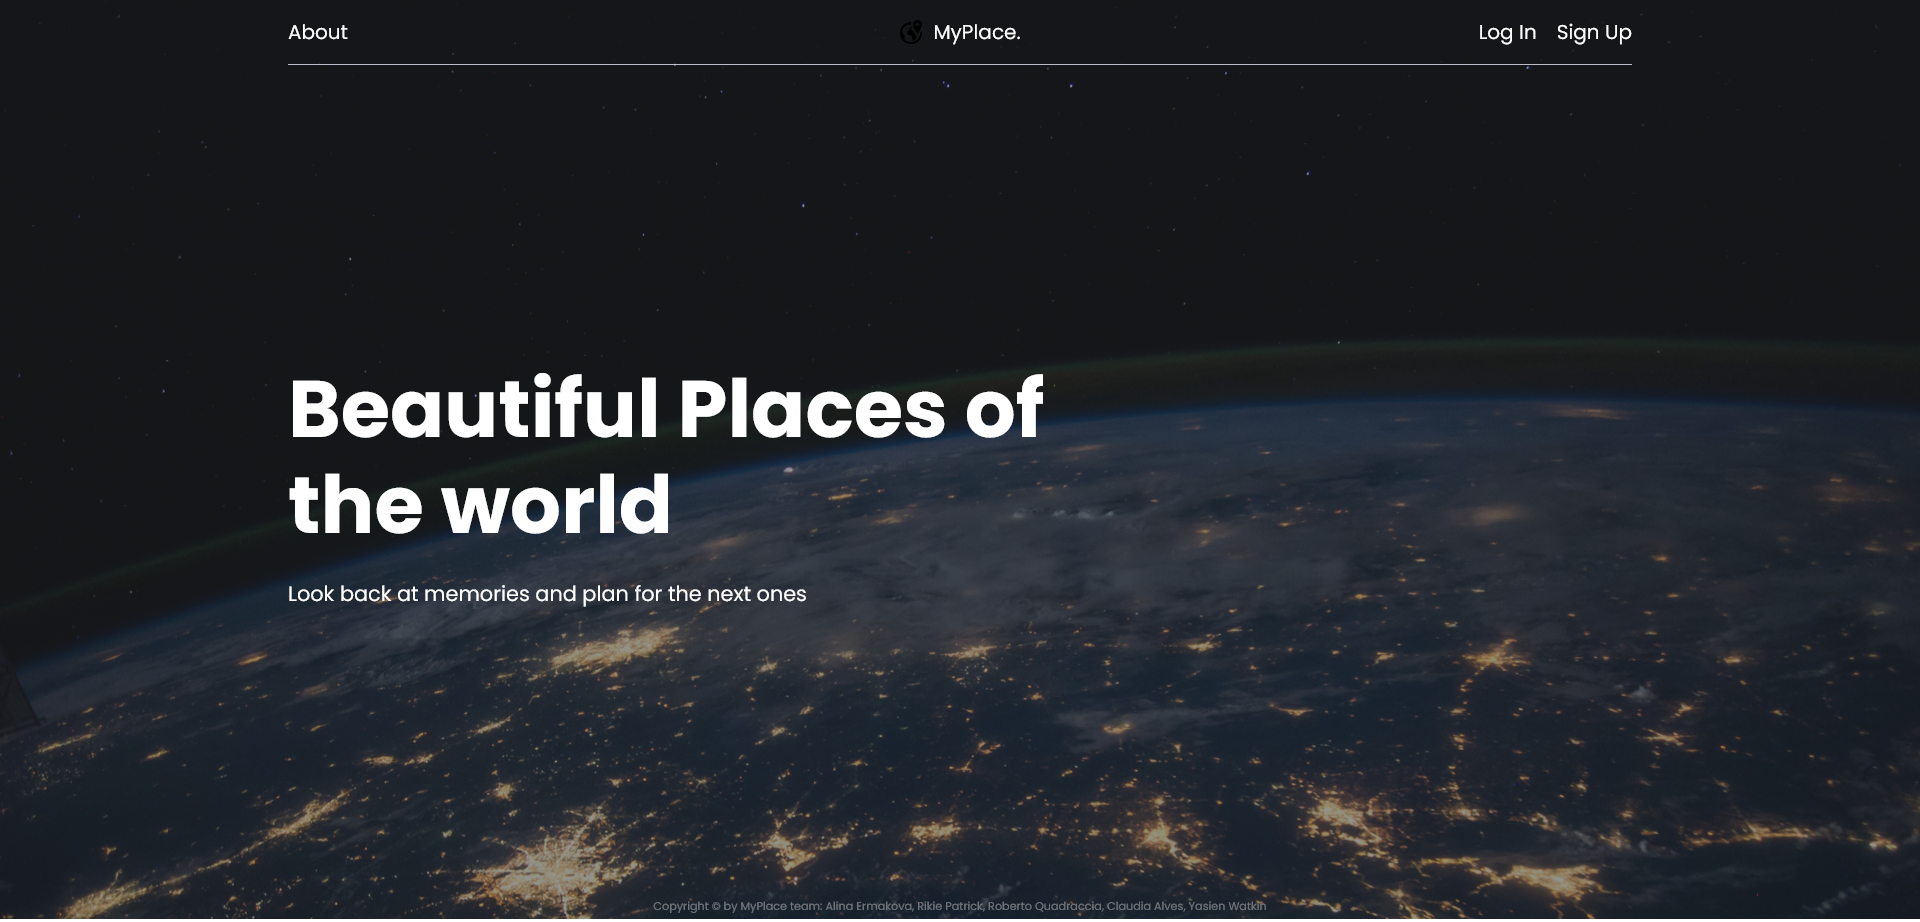 About
MyPlace.
Log In
Sign Up
Beautiful Places of
the world
Look back at memories and plan for the next ones
Copyright © by MyPlace team: Alina Ermakova, Rikie Patrick, Roberto Quadraccia, Claudia Alves, Yasien Watkin